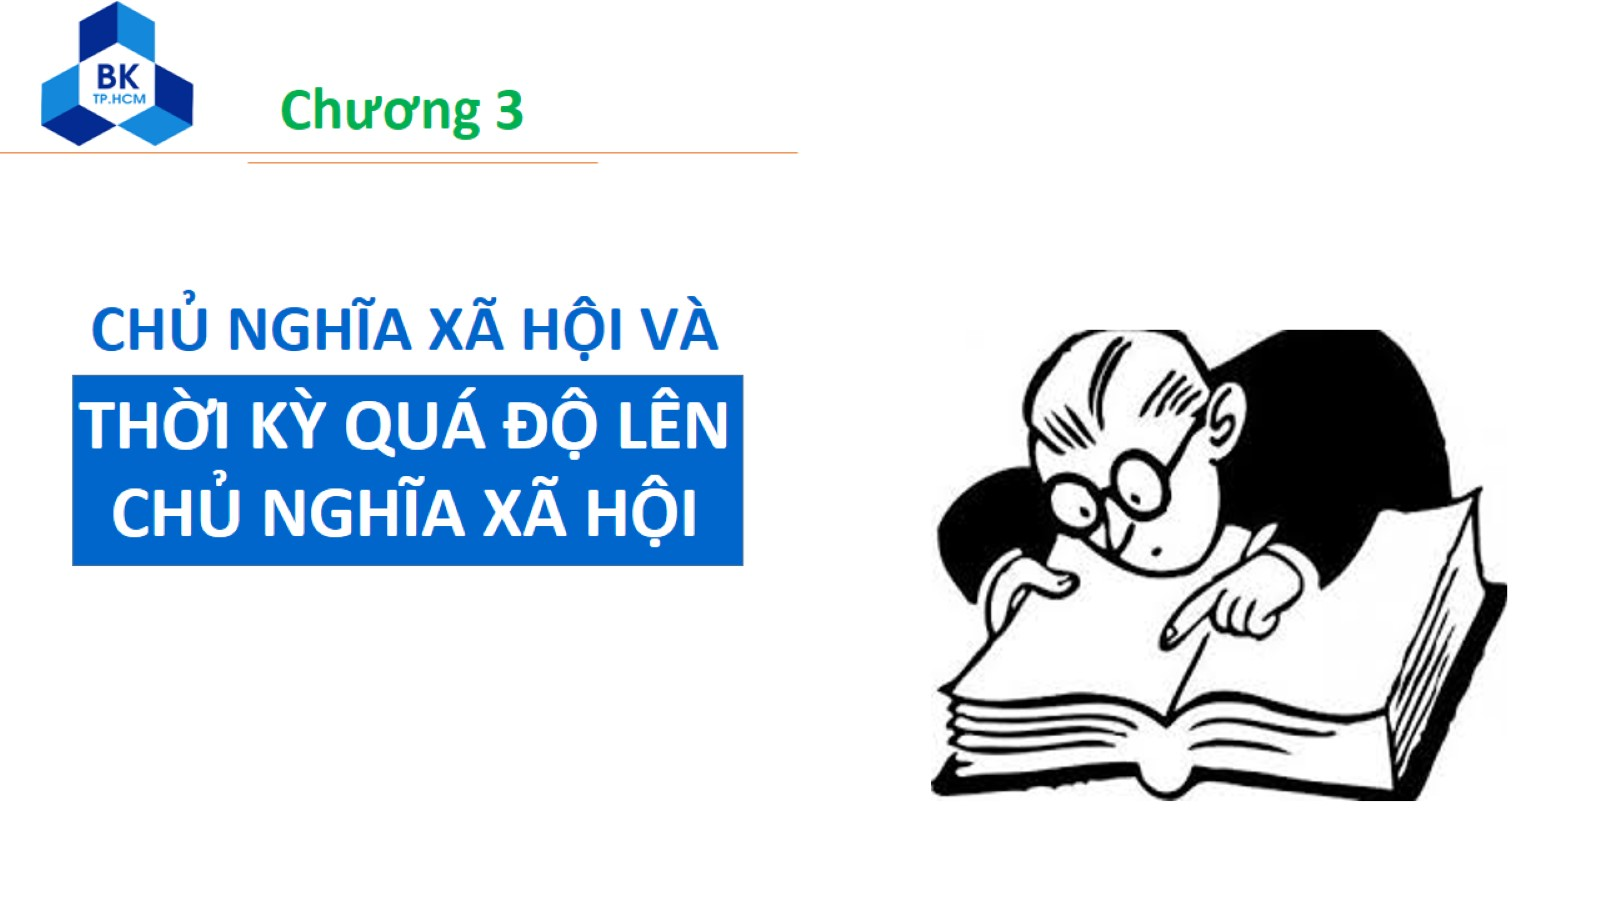 BK
TP.HCM
Chương 3
CHỦ NGHĨA XÃ HỘI VÀ
THỜI KỲ QUÁ ĐỘ LÊN
CHỦ NGHĨA XÃ HỘI